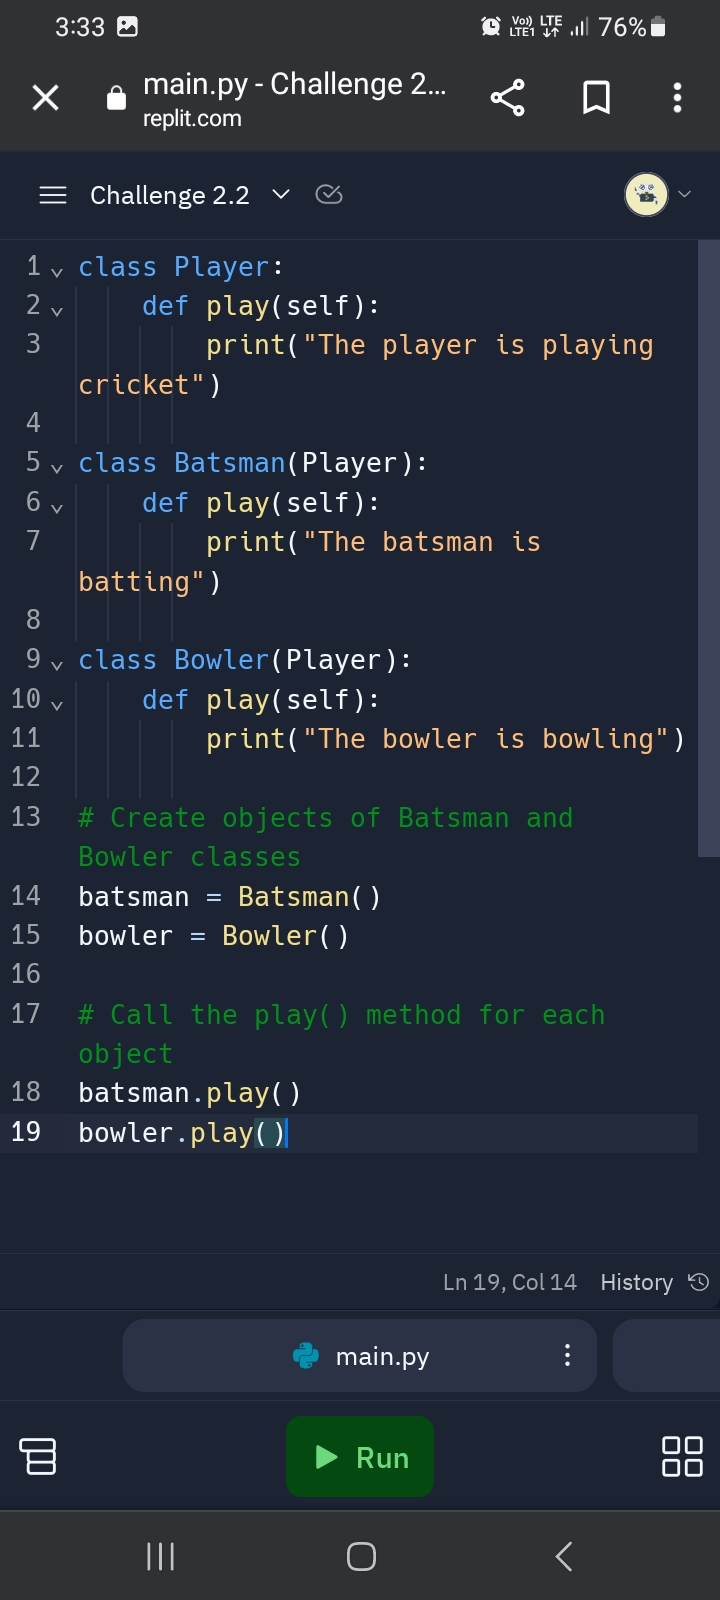 3:33 Vo)) LTE1 LTE 76%
main.py - Challenge 2...
replit.com
Challenge 2.2
1 class Player:
2 def play(self):
3 print("The player is playing
cricket")
4
5 class Batsman(Player):
6 def play(self):
7 print("The batsman is
batting")
8
9 class Bowler(Player):
10 def play(self):
11 print("The bowler is bowling")
12
13 # Create objects of Batsman and
Bowler classes
14 batsman = Batsman()
15 bowler = Bowler()
16
17 # Call the play() method for each
object
18 batsman.play()
19 bowler.play()
Ln 19, Col 14 History
main.py
Run